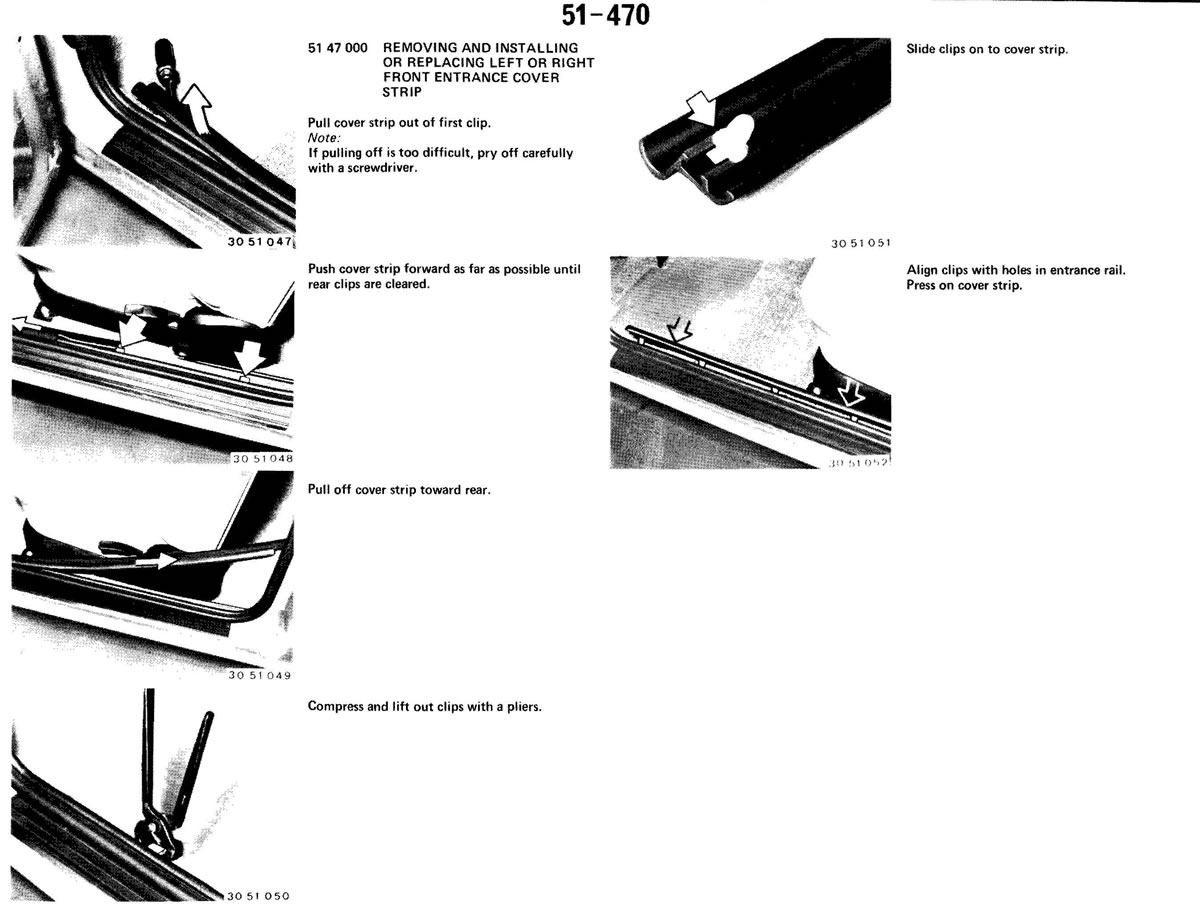 51-470
51 47 000 REMOVING AND INSTALLING
OR REPLACING LEFT OR RIGHT
FRONT ENTRANCE COVER
STRIP
Pull cover strip out of first clip.
Note:
If pulling off is too difficult, pry off carefully
with a screwdriver.
30 51 047
Push cover strip forward as far as possible until
rear clips are cleared.
30 51 048
Pull off cover strip toward rear.
30 51 049
Compress and lift out clips with a pliers.
30 51 050
Slide clips on to cover strip.
30 51 051
Align clips with holes in entrance rail.
Press on cover strip.
30 51 052